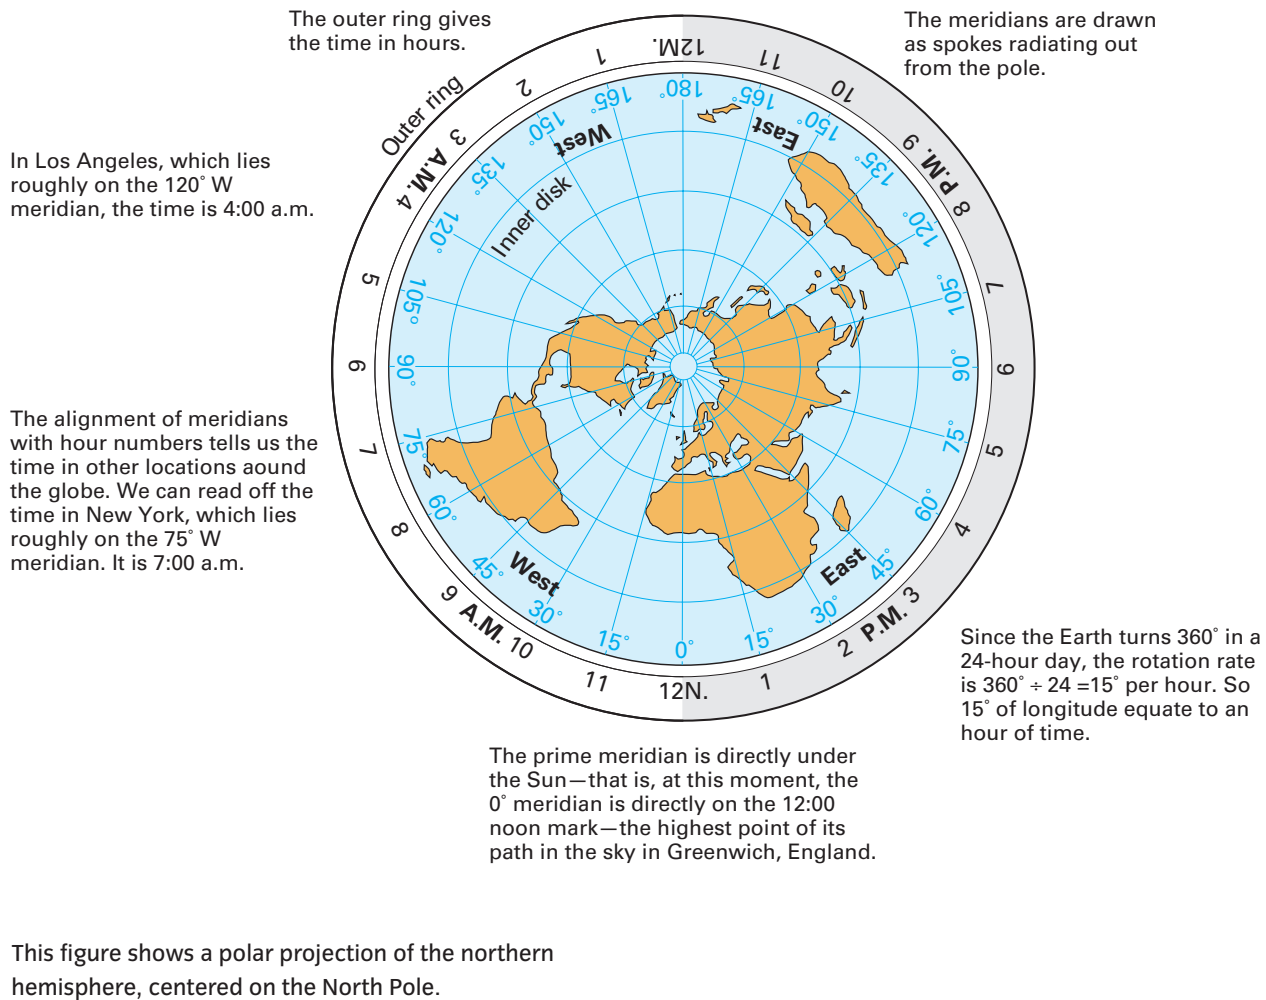 The outer ring gives
the time in hours.
The meridians are drawn
as spokes radiating out
from the pole.
In Los Angeles, which lies
roughly on the 120° W
meridian, the time is 4:00 a.m.
The alignment of meridians
with hour numbers tells us the
time in other locations aound
the globe. We can read off the
time in New York, which lies
roughly on the 75° W
meridian. It is 7:00 a.m.
Outer ring
12M.
11
10
9
P.M.
8
7
6
5
4
3
P.M.
2
1
12N.
11
10
A.M.
9
8
7
6
5
4
A.M.
3
2
1
Inner disk
West
East
180°
165°
150°
135°
120°
105°
90°
75°
60°
45°
30°
15°
0°
15°
30°
45°
60°
75°
90°
105°
120°
135°
150°
165°
West
East
Since the Earth turns 360° in a
24-hour day, the rotation rate
is 360° ÷ 24 =15° per hour. So
15° of longitude equate to an
hour of time.
The prime meridian is directly under
the Sun—that is, at this moment, the
0° meridian is directly on the 12:00
noon mark—the highest point of its
path in the sky in Greenwich, England.
This figure shows a polar projection of the northern
hemisphere, centered on the North Pole.